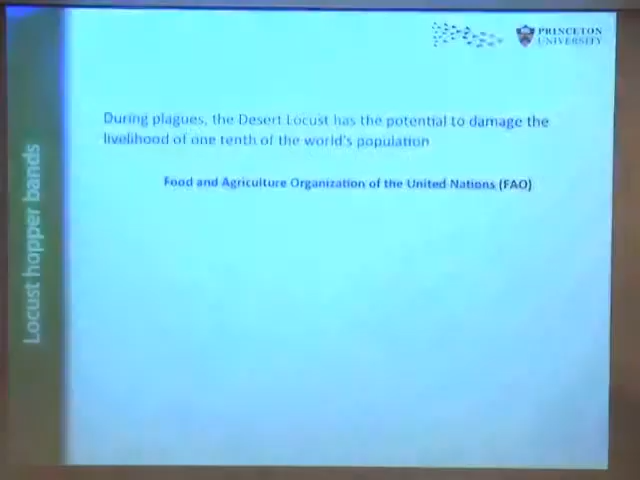 PRINCETON
UNIVERSITY
During plagues, the Desert Locust has the potential to damage the
livelihood of one tenth of the world's population
Food and Agriculture Organization of the United Nations (FAO)
Locust hopper bands